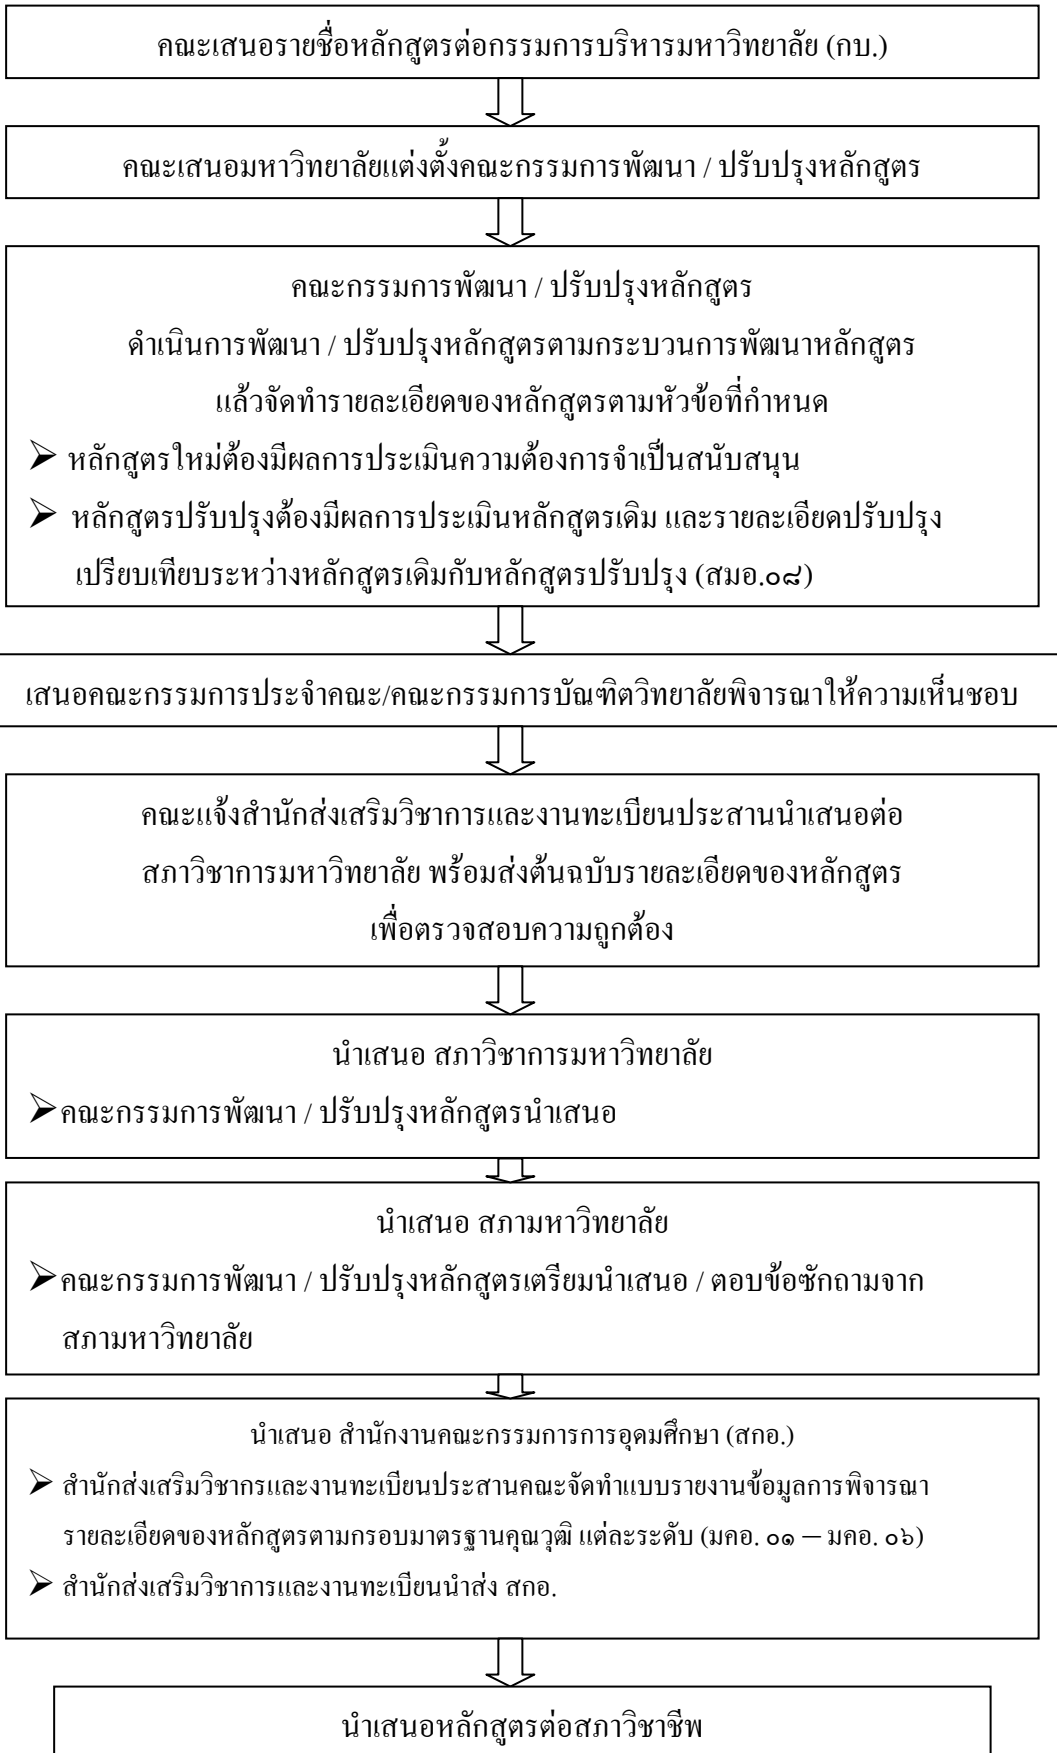 คณะเสนอรายชื่อหลักสูตรต่อกรรมการบริหารมหาวิทยาลัย (กบ.)
คณะเสนอมหาวิทยาลัยแต่งตั้งคณะกรรมการพัฒนา / ปรับปรุงหลักสูตร
คณะกรรมการพัฒนา / ปรับปรุงหลักสูตร
ดำเนินการพัฒนา / ปรับปรุงหลักสูตรตามกระบวนการพัฒนาหลักสูตร
แล้วจัดทำรายละเอียดของหลักสูตรตามหัวข้อที่กำหนด
➢ หลักสูตรใหม่ต้องมีผลการประเมินความต้องการจำเป็นสนับสนุน
➢ หลักสูตรปรับปรุงต้องมีผลการประเมินหลักสูตรเดิม และรายละเอียดปรับปรุง
เปรียบเทียบระหว่างหลักสูตรเดิมกับหลักสูตรปรับปรุง (สมอ.๐๘)
เสนอคณะกรรมการประจำคณะ/คณะกรรมการบัณฑิตวิทยาลัยพิจารณาให้ความเห็นชอบ
คณะแจ้งสำนักส่งเสริมวิชาการและงานทะเบียนประสานนำเสนอต่อ
สภาวิชาการมหาวิทยาลัย พร้อมส่งต้นฉบับรายละเอียดของหลักสูตร
เพื่อตรวจสอบความถูกต้อง
นำเสนอ สภาวิชาการมหาวิทยาลัย
➢คณะกรรมการพัฒนา / ปรับปรุงหลักสูตรนำเสนอ
นำเสนอ สภามหาวิทยาลัย
➢คณะกรรมการพัฒนา / ปรับปรุงหลักสูตรเตรียมนำเสนอ / ตอบข้อซักถามจาก
สภามหาวิทยาลัย
นำเสนอ สำนักงานคณะกรรมการการอุดมศึกษา (สกอ.)
➢ สำนักส่งเสริมวิชากรและงานทะเบียนประสานคณะจัดทำแบบรายงานข้อมูลการพิจารณา
รายละเอียดของหลักสูตรตามกรอบมาตรฐานคุณวุฒิ แต่ละระดับ (มคอ. ๐๑ – มคอ. ๐๖)
➢ สำนักส่งเสริมวิชาการและงานทะเบียนนำส่ง สกอ.
นำเสนอหลักสูตรต่อสภาวิชาชีพ